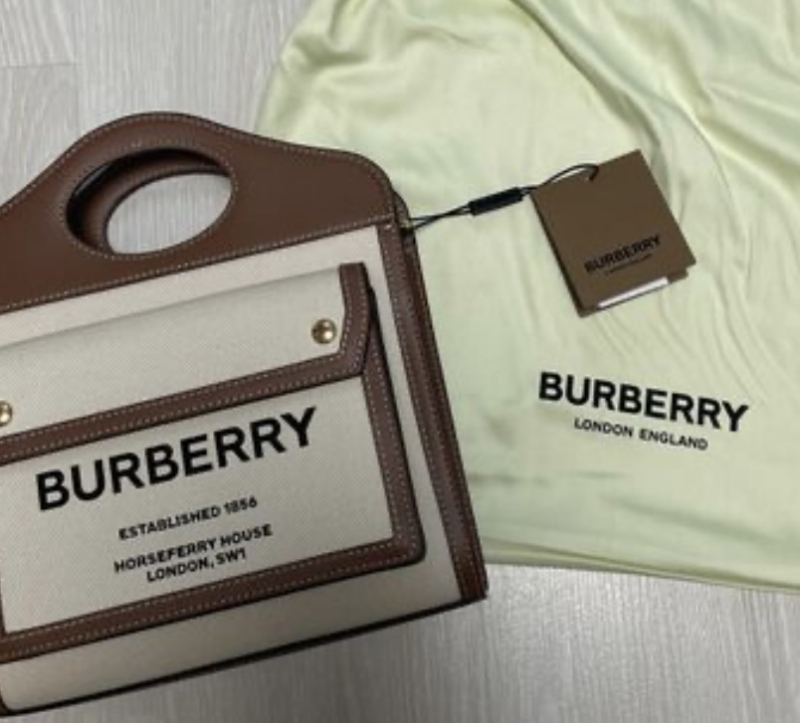 BURBERRY
ESTABLISHED 1856
HORSEFERRY HOUSE
LONDON, SW1
BURBERRY
BURBERRY
LONDON ENGLAND